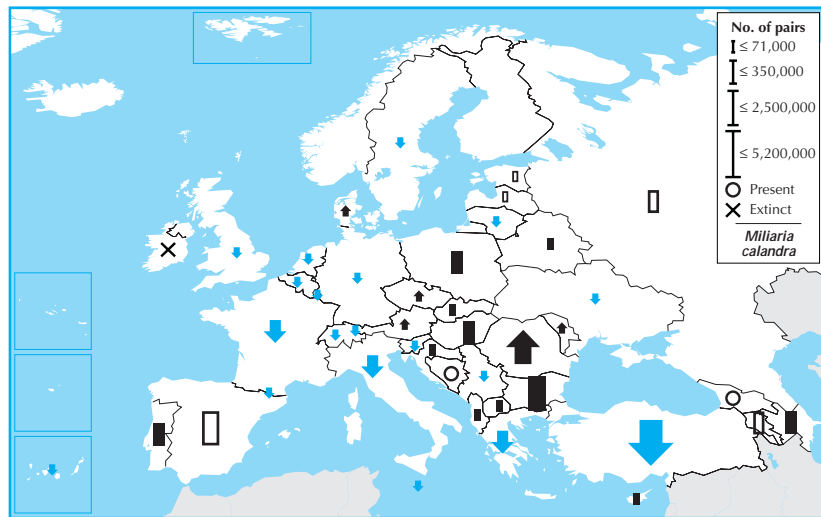 No. of pairs
≤ 71,000
≤ 350,000
≤ 2,500,000
≤ 5,200,000
Present
Extinct
Miliaria
calandra